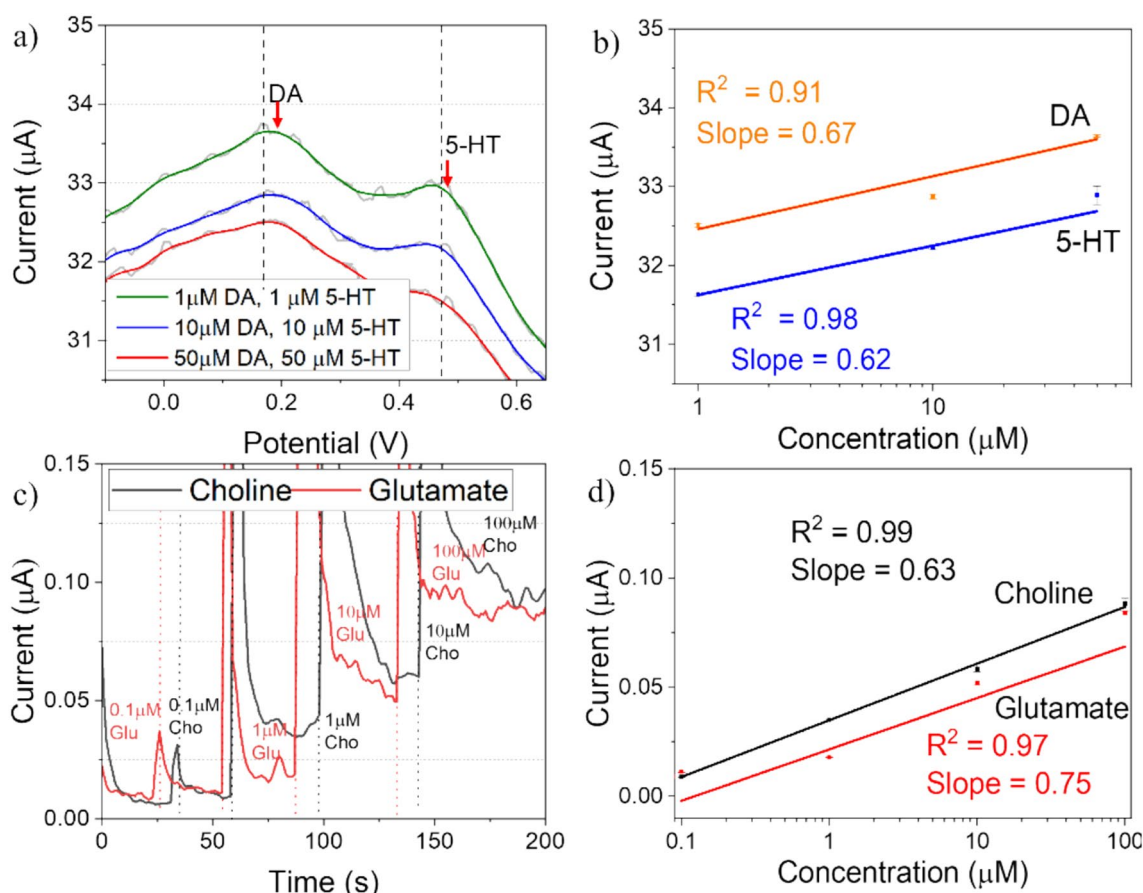 a)
35
34
33
32
31
Current (μA)
DA
5-HT
1μM DA, 1 μM 5-HT
10μM DA, 10 μM 5-HT
50μM DA, 50 μM 5-HT
0.0
0.2
0.4
0.6
Potential (V)
b)
35
34
33
32
31
Current (μA)
R² = 0.91
Slope = 0.67
DA
5-HT
R² = 0.98
Slope = 0.62
1
10
Concentration (μM)
c)
0.15
0.10
0.05
0.00
Current (μA)
Choline
Glutamate
0.1μM
Glu
0.1μM
Cho
1μM
Glu
1μM
Cho
10μM
Glu
10μM
Cho
100μM
Glu
100μM
Cho
0
50
100
150
200
Time (s)
d)
0.15
0.10
0.05
0.00
Current (μA)
R² = 0.99
Slope = 0.63
Choline
Glutamate
R² = 0.97
Slope = 0.75
0.1
1
10
100
Concentration (μM)